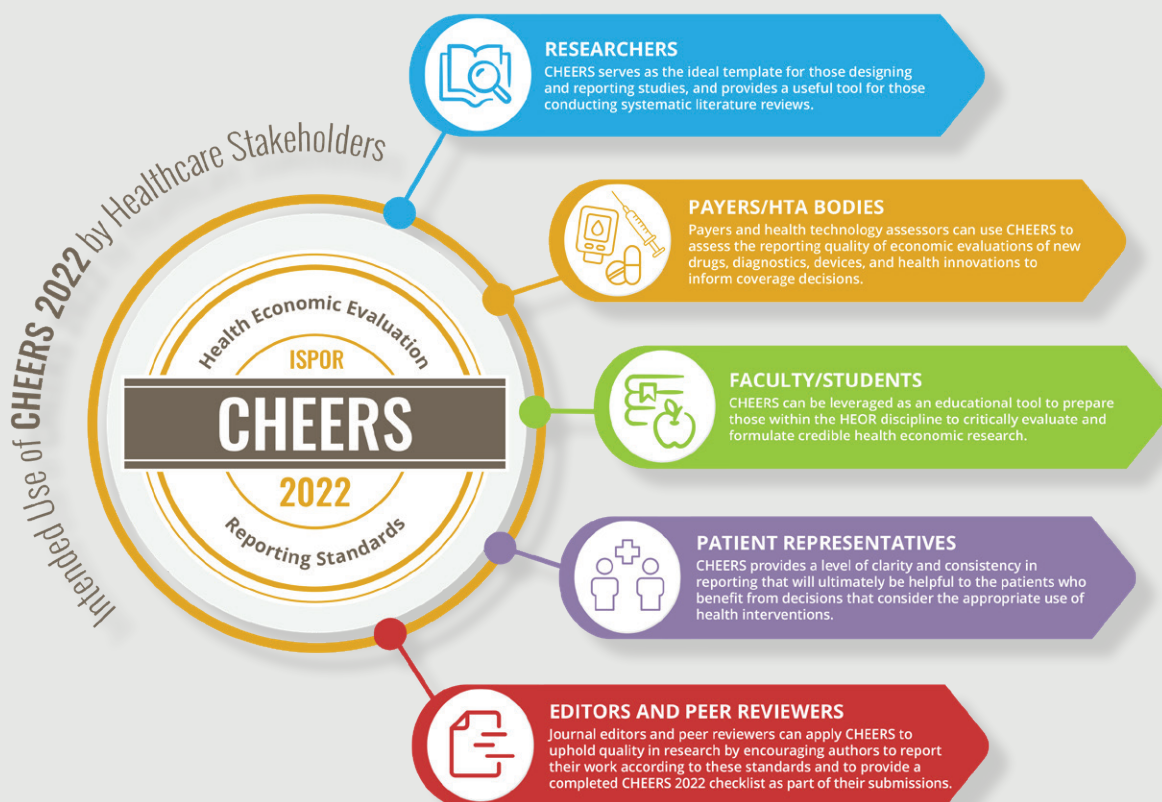 Intended Use of CHEERS 2022 by Healthcare Stakeholders
Health Economic Evaluation
ISPOR
CHEERS
2022
Reporting Standards
RESEARCHERS
CHEERS serves as the ideal template for those designing
and reporting studies, and provides a useful tool for those
conducting systematic literature reviews.
PAYERS/HTA BODIES
Payers and health technology assessors can use CHEERS to
assess the reporting quality of economic evaluations of new
drugs, diagnostics, devices, and health innovations to
inform coverage decisions.
FACULTY/STUDENTS
CHEERS can be leveraged as an educational tool to prepare
those within the HEOR discipline to critically evaluate and
formulate credible health economic research.
PATIENT REPRESENTATIVES
CHEERS provides a level of clarity and consistency in
reporting that will ultimately be helpful to the patients who
benefit from decisions that consider the appropriate use of
health interventions.
EDITORS AND PEER REVIEWERS
Journal editors and peer reviewers can apply CHEERS to
uphold quality in research by encouraging authors to report
their work according to these standards and to provide a
completed CHEERS 2022 checklist as part of their submissions.